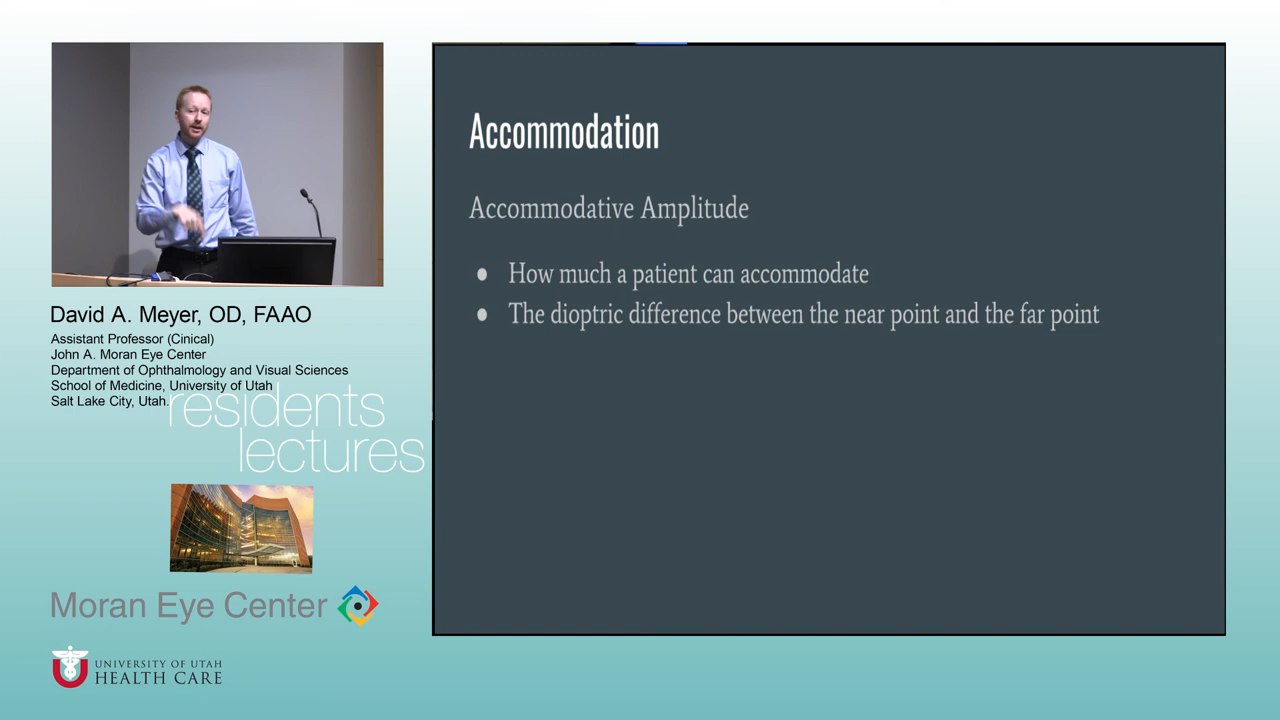 David A. Meyer, OD, FAAO
Assistant Professor (Cinical)
John A. Moran Eye Center
Department of Ophthalmology and Visual Sciences
School of Medicine, University of Utah
Salt Lake City, Utah.
residents
lectures
Moran Eye Center
UNIVERSITY OF UTAH
HEALTH CARE
Accommodation
Accommodative Amplitude
● How much a patient can accommodate
● The dioptric difference between the near point and the far point